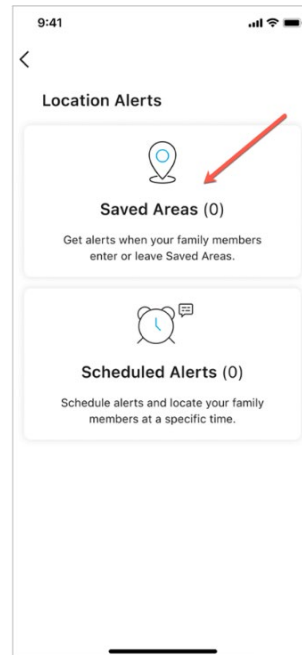 9:41
Location Alerts
Saved Areas (0)
Get alerts when your family members
enter or leave Saved Areas.
Scheduled Alerts (0)
Schedule alerts and locate your family
members at a specific time.